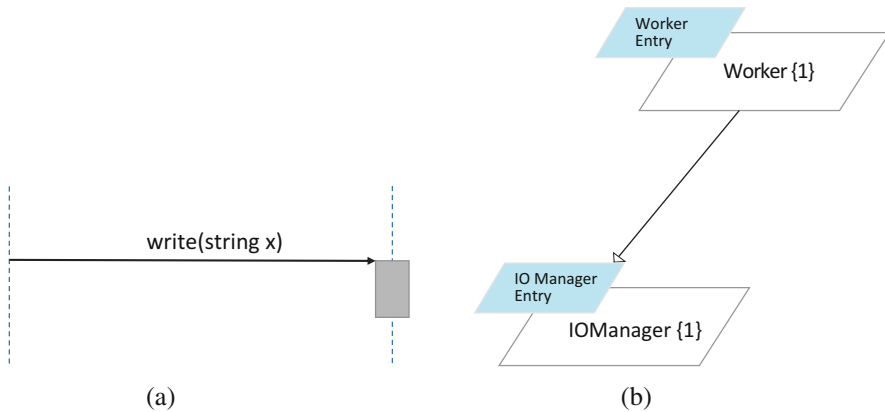 write(string x)
(a)
Worker
Entry
Worker {1}
IO Manager
Entry
IOManager {1}
(b)